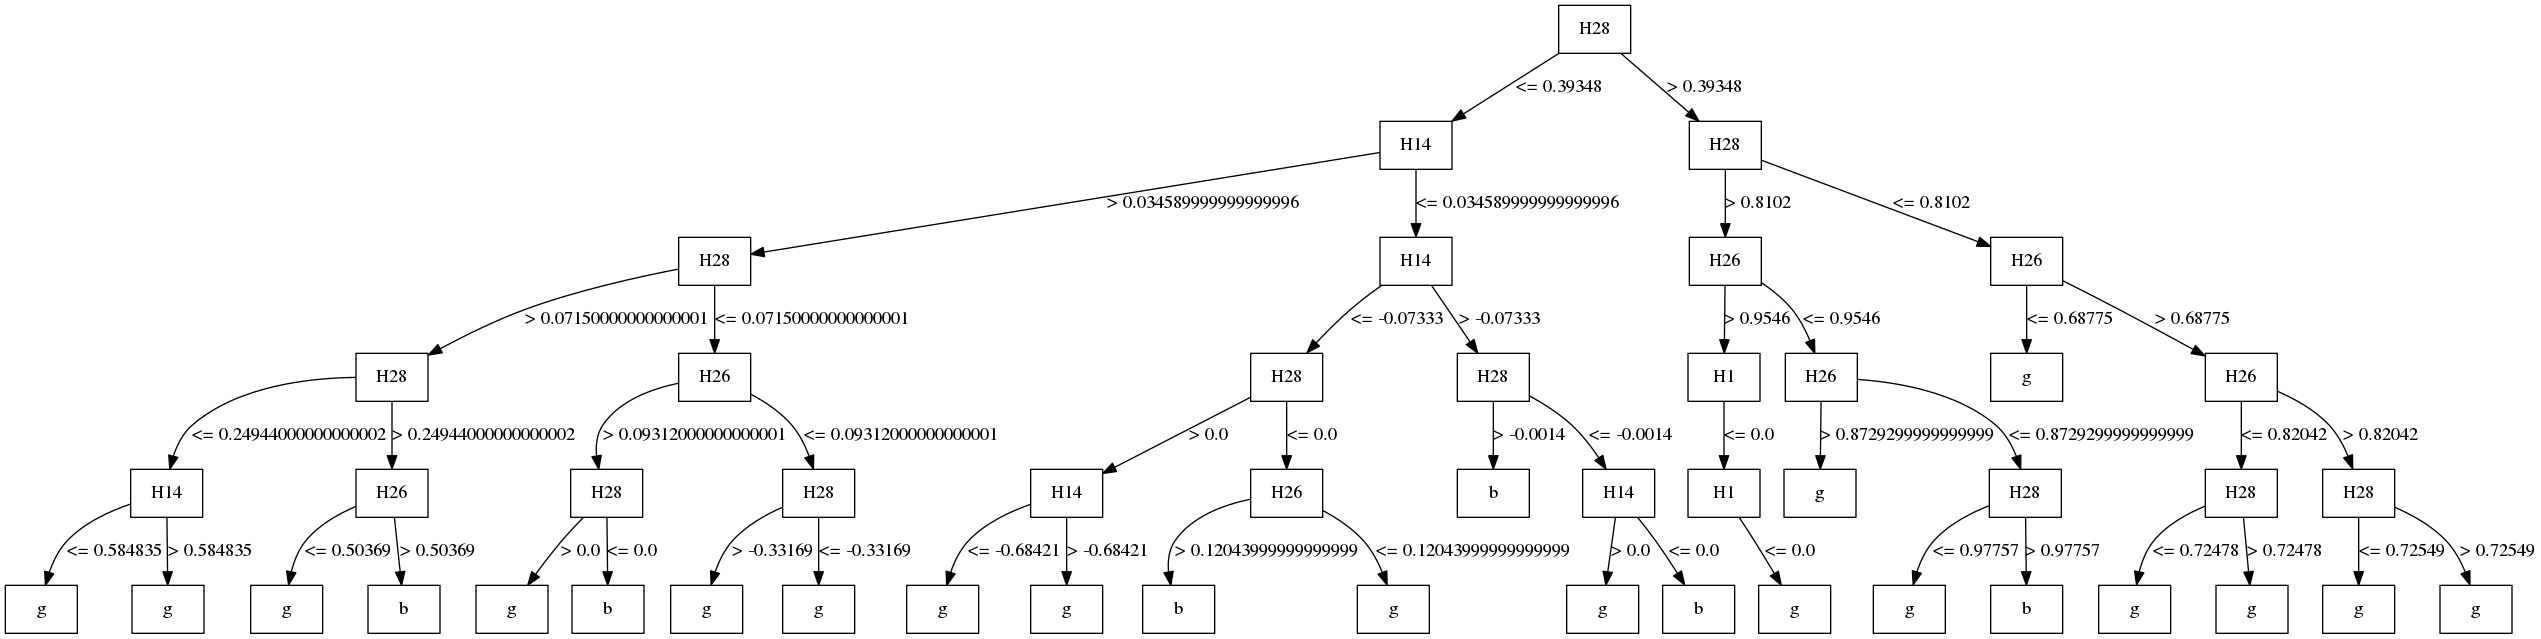 H28
<= 0.39348
> 0.39348
H14
H28
> 0.034589999999999996
<= 0.034589999999999996
> 0.8102
<= 0.8102
H28
H14
H26
H26
> 0.07150000000000001
<= 0.07150000000000001
<= -0.07333
> -0.07333
> 0.9546
<= 0.9546
<= 0.68775
> 0.68775
H28
H26
H28
H28
H1
H26
g
H26
<= 0.24944000000000002
> 0.24944000000000002
> 0.09312000000000001
<= 0.09312000000000001
> 0.0
<= 0.0
> -0.0014
<= -0.0014
<= 0.0
> 0.8729299999999999
<= 0.8729299999999999
<= 0.82042
> 0.82042
H14
H26
H28
H28
H14
H26
b
H14
H1
g
H28
H28
H28
<= 0.584835
> 0.584835
<= 0.50369
> 0.50369
> 0.0
<= 0.0
> -0.33169
<= -0.33169
<= -0.68421
> -0.68421
> 0.12043999999999999
<= 0.12043999999999999
> 0.0
<= 0.0
<= 0.0
<= 0.97757
> 0.97757
<= 0.72478
> 0.72478
<= 0.72549
> 0.72549
g
g
g
b
g
b
g
g
g
g
b
g
g
b
g
g
b
g
g
g
g